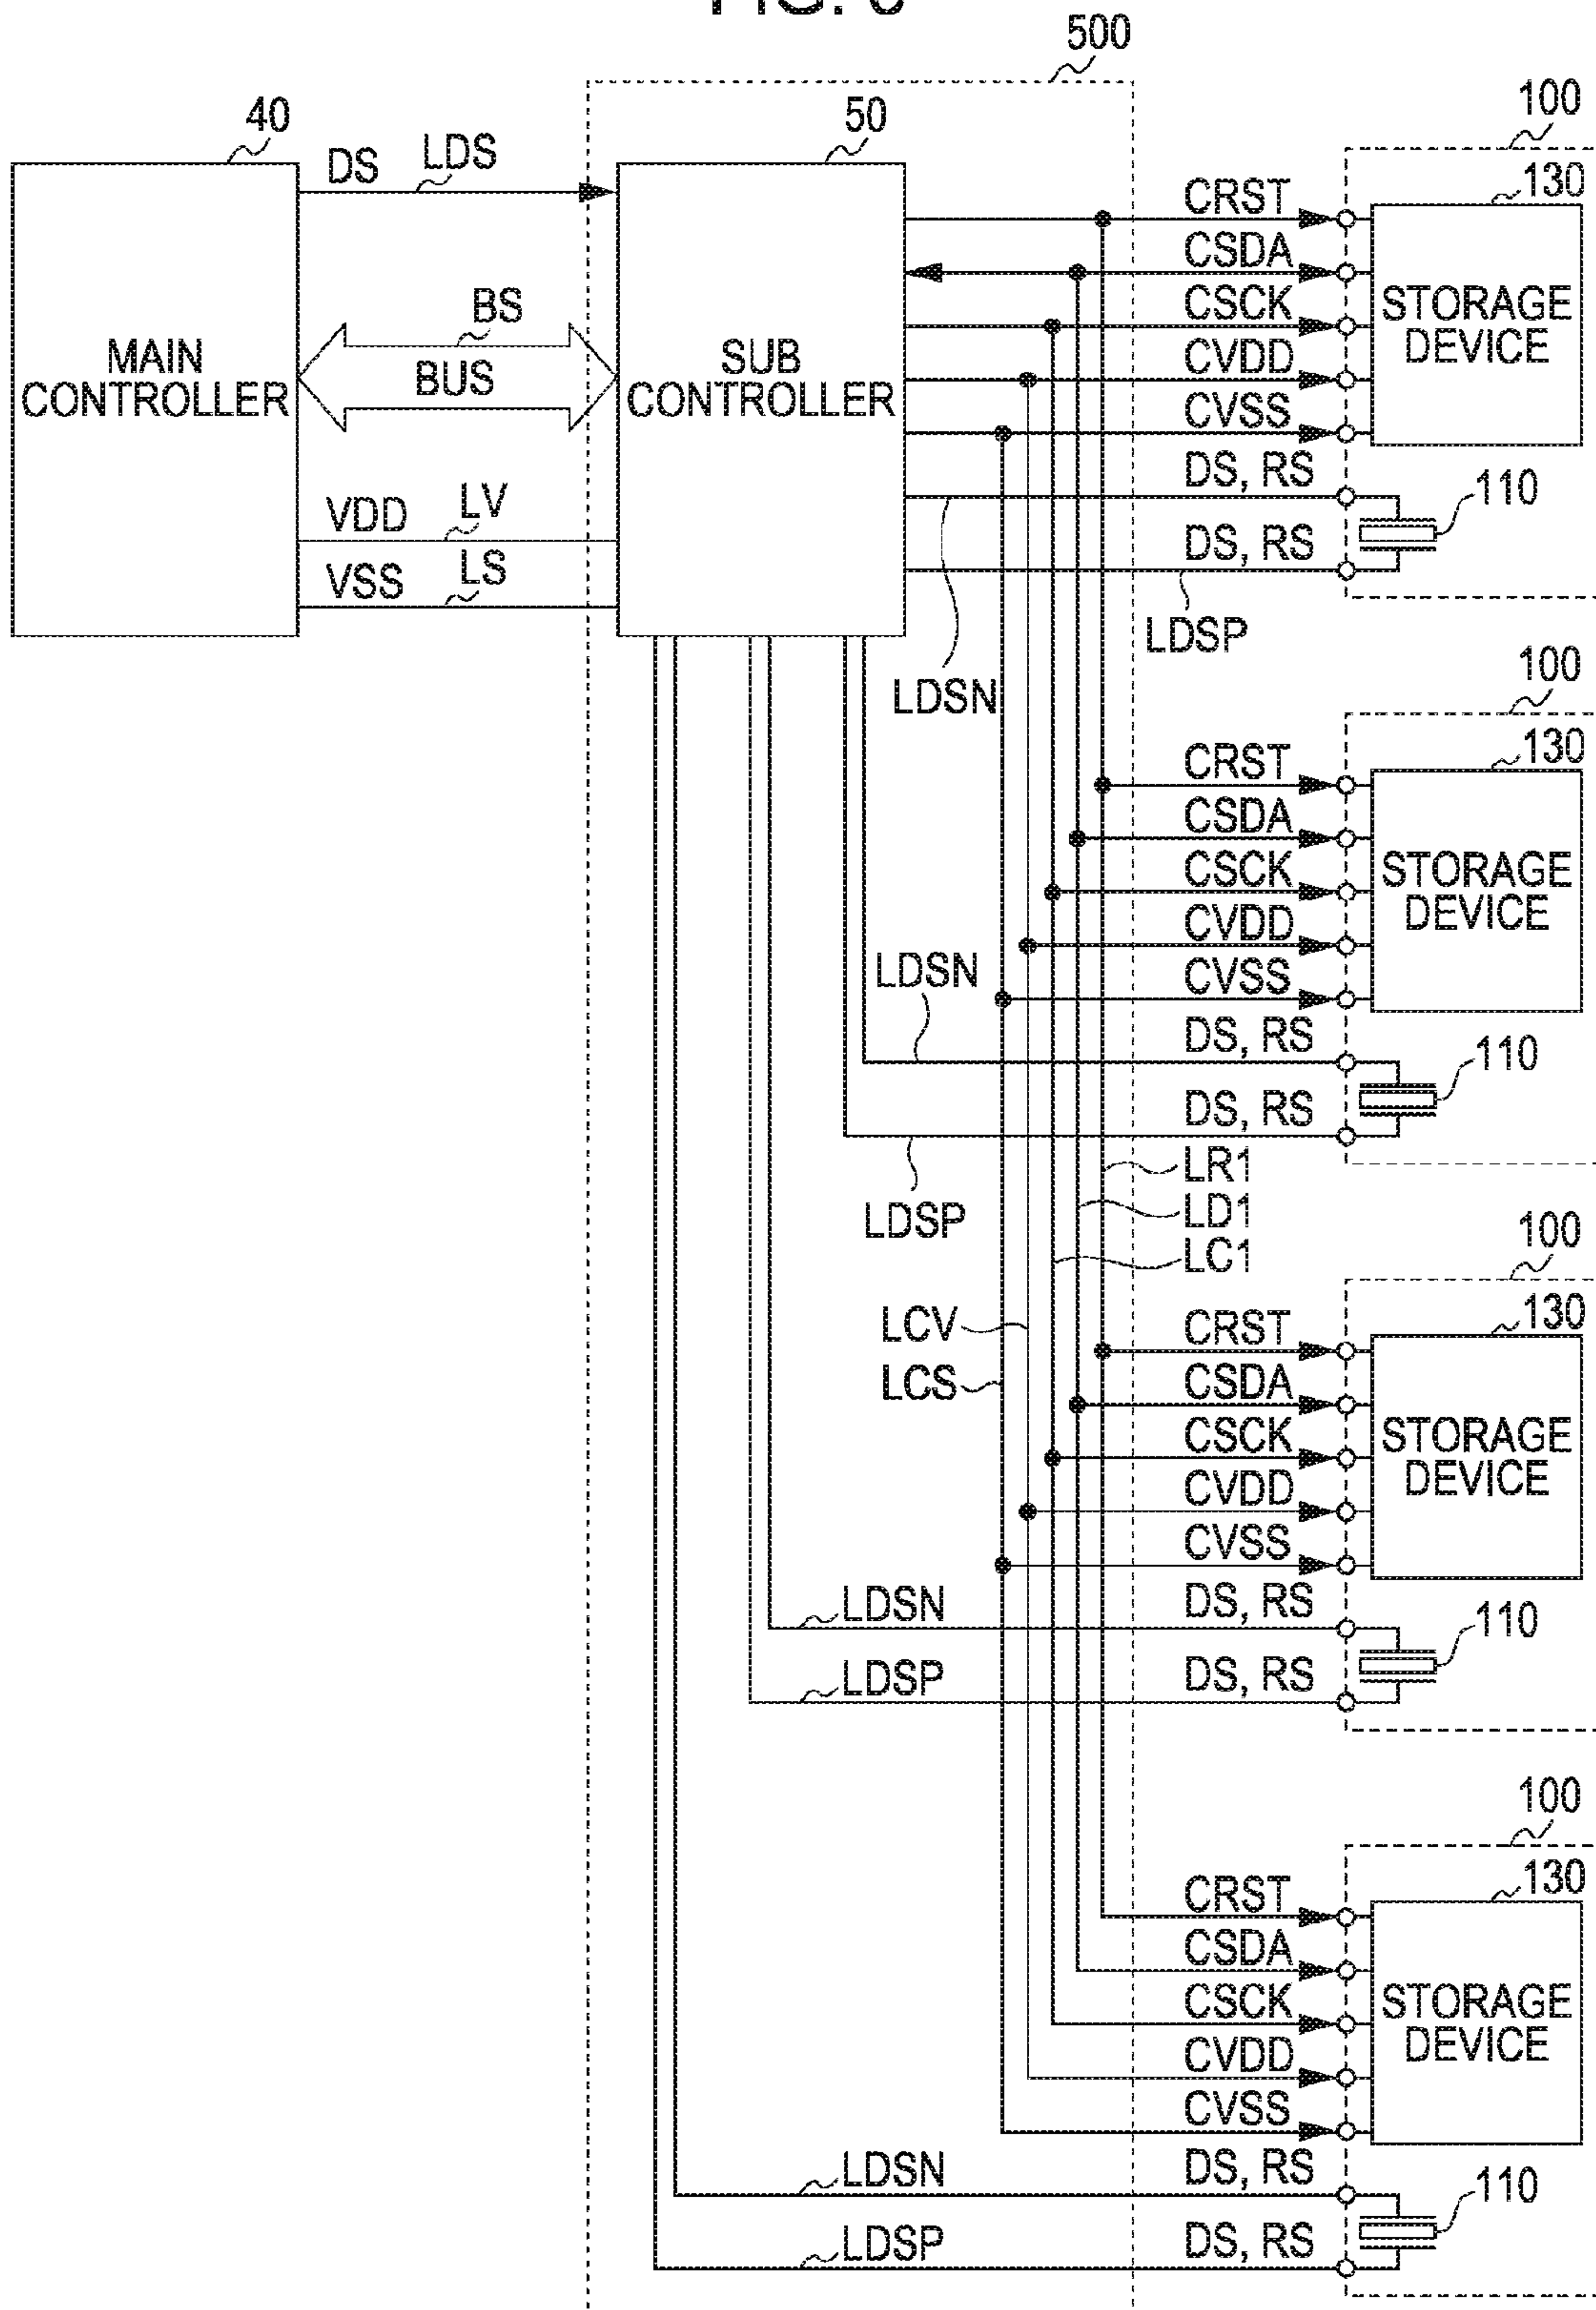 500
40
50
100
DS
LDS
130
CRST
CSDA
CSCK
CVDD
CVSS
DS, RS
DS, RS
STORAGE
DEVICE
110
MAIN
CONTROLLER
BS
BUS
SUB
CONTROLLER
VDD
LV
VSS
LS
LDSP
LDSN
100
130
CRST
CSDA
CSCK
CVDD
CVSS
DS, RS
DS, RS
STORAGE
DEVICE
110
LDSN
LDSP
LR1
LD1
LC1
LCV
LCS
100
130
CRST
CSDA
CSCK
CVDD
CVSS
DS, RS
DS, RS
STORAGE
DEVICE
110
LDSN
LDSP
100
130
CRST
CSDA
CSCK
CVDD
CVSS
DS, RS
DS, RS
STORAGE
DEVICE
110
LDSN
LDSP